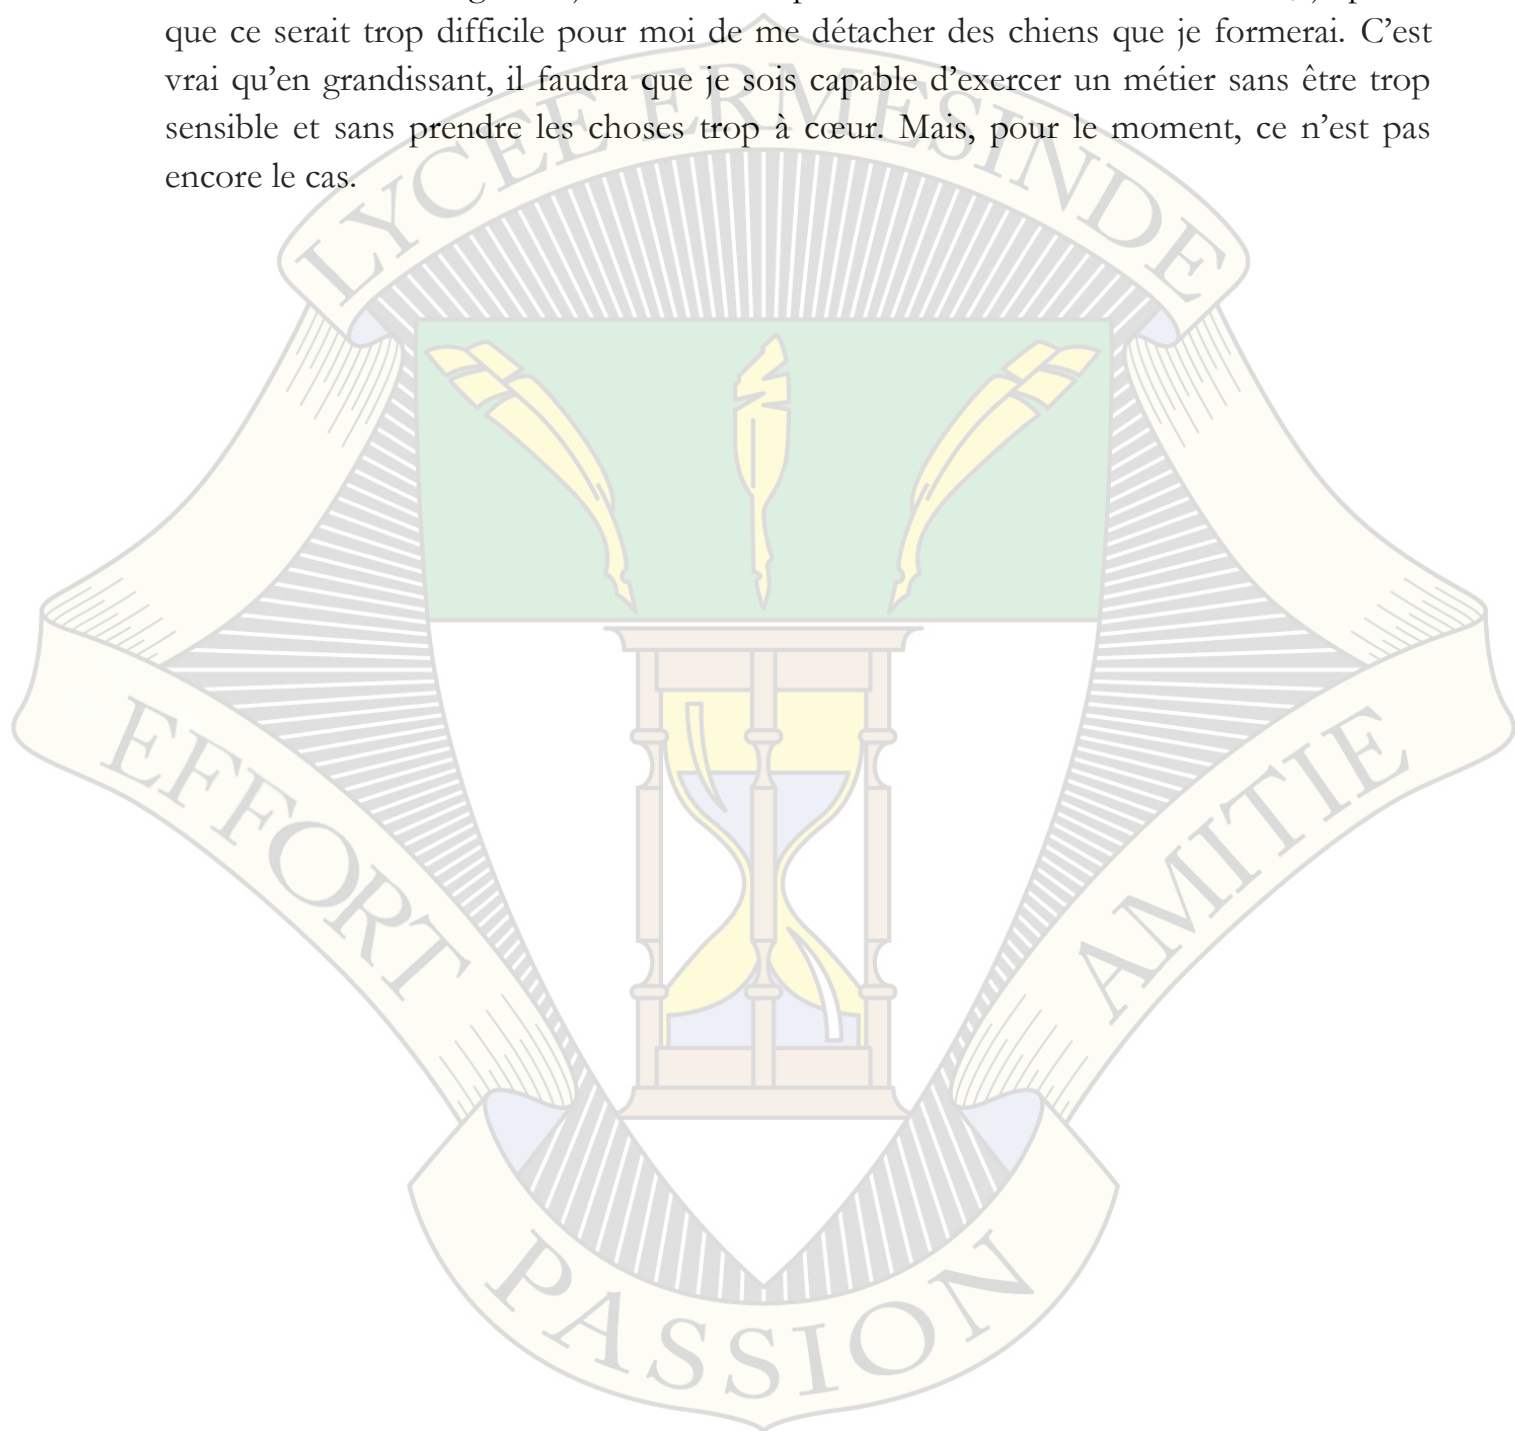 que ce serait trop difficile pour moi de me détacher des chiens que je formerai. C’est
vrai qu’en grandissant, il faudra que je sois capable d’exercer un métier sans être trop
sensible et sans prendre les choses trop à cœur. Mais, pour le moment, ce n’est pas
encore le cas.
LYCEE ERMESINDE
EFFORT
AMITIE
PASSION